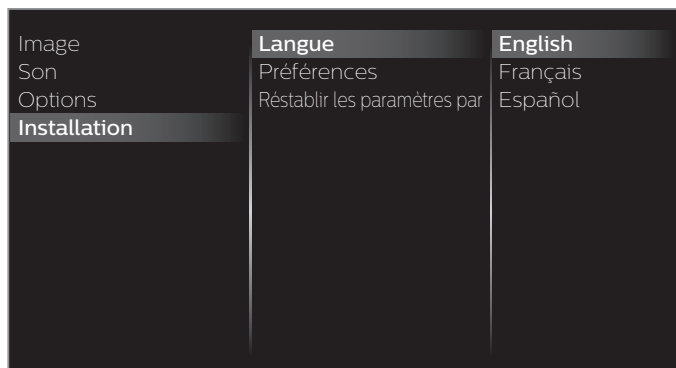 Image
Son
Options
Installation
Langue
Préférences
Réstablir les paramètres par
English
Français
Español